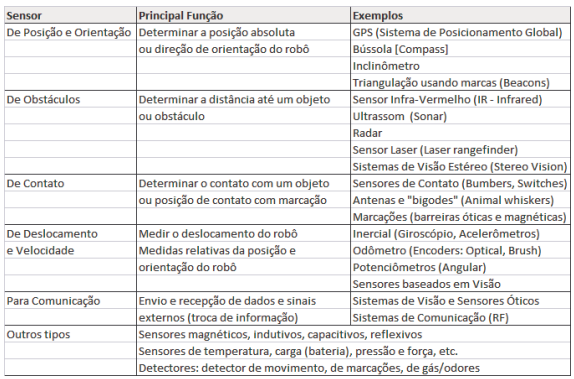 Sensor Principal Função Exemplos
De Posição e Orientação Determinar a posição absoluta GPS (Sistema de Posicionamento Global)
ou direção de orientação do robô Bússola [Compass]
Inclinômetro
Triangulação usando marcas (Beacons)
De Obstáculos Determinar a distância até um objeto Sensor Infra-Vermelho (IR - Infrared)
ou obstáculo Ultrassom (Sonar)
Radar
Sensor Laser (Laser rangefinder)
Sistemas de Visão Estéreo (Stereo Vision)
De Contato Determinar o contato com um objeto Sensores de Contato (Bumbers, Switches)
ou posição de contato com marcação Antenas e "bigodes" (Animal whiskers)
Marcações (barreiras óticas e magnéticas)
De Deslocamento Medir o deslocamento do robô Inercial (Giroscópio, Acelerômetros)
e Velocidade Medidas relativas da posição e Odômetro (Encoders: Optical, Brush)
orientação do robô Potenciômetros (Angular)
Sensores baseados em Visão
Para Comunicação Envio e recepção de dados e sinais Sistemas de Visão e Sensores Óticos
externos (troca de informação) Sistemas de Comunicação (RF)
Outros tipos Sensores magnéticos, indutivos, capacitivos, reflexivos
Sensores de temperatura, carga (bateria), pressão e força, etc.
Detectores: detector de movimento, de marcações, de gás/odores